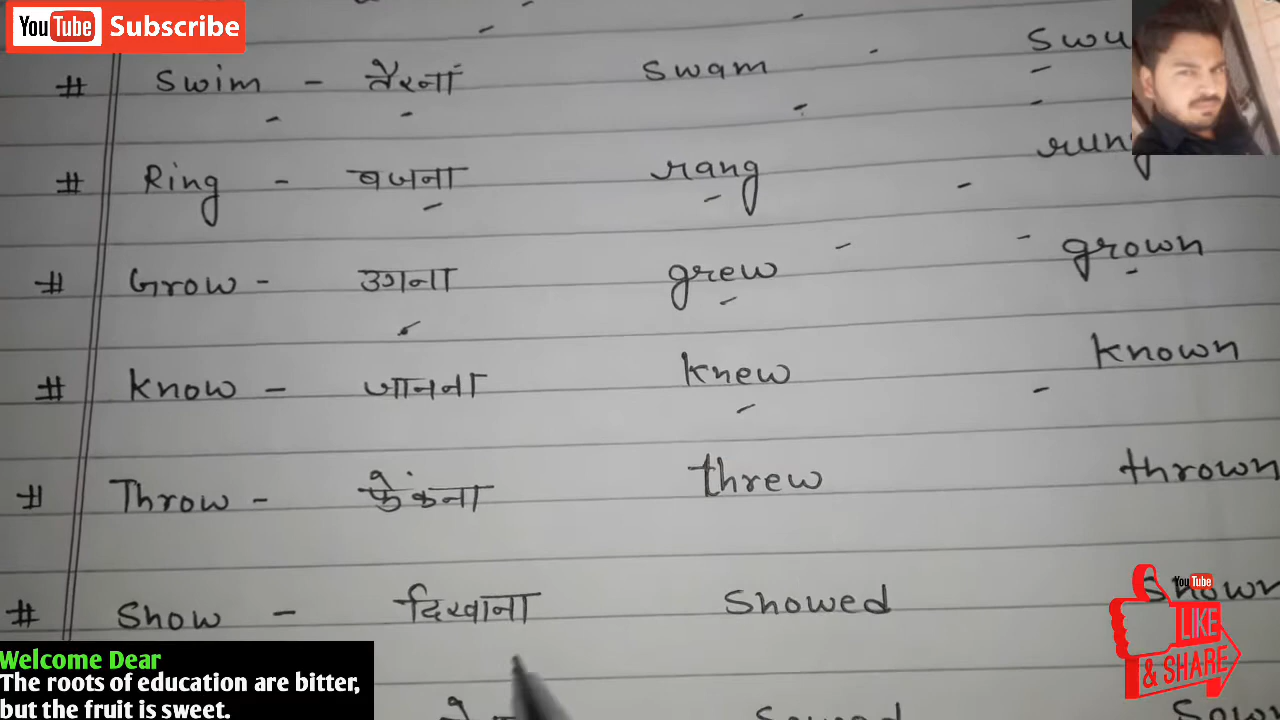 YouTube Subscribe
# Swim - तैरना swam
# Ring - बजना rang
# Grow - उगना grew grown
# Know - जानना knew known
# Throw - फेंकना threw thrown
# Show - दिखाना Showed
YouTube
LIKE
& SHARE
Welcome Dear
The roots of education are bitter,
but the fruit is sweet.